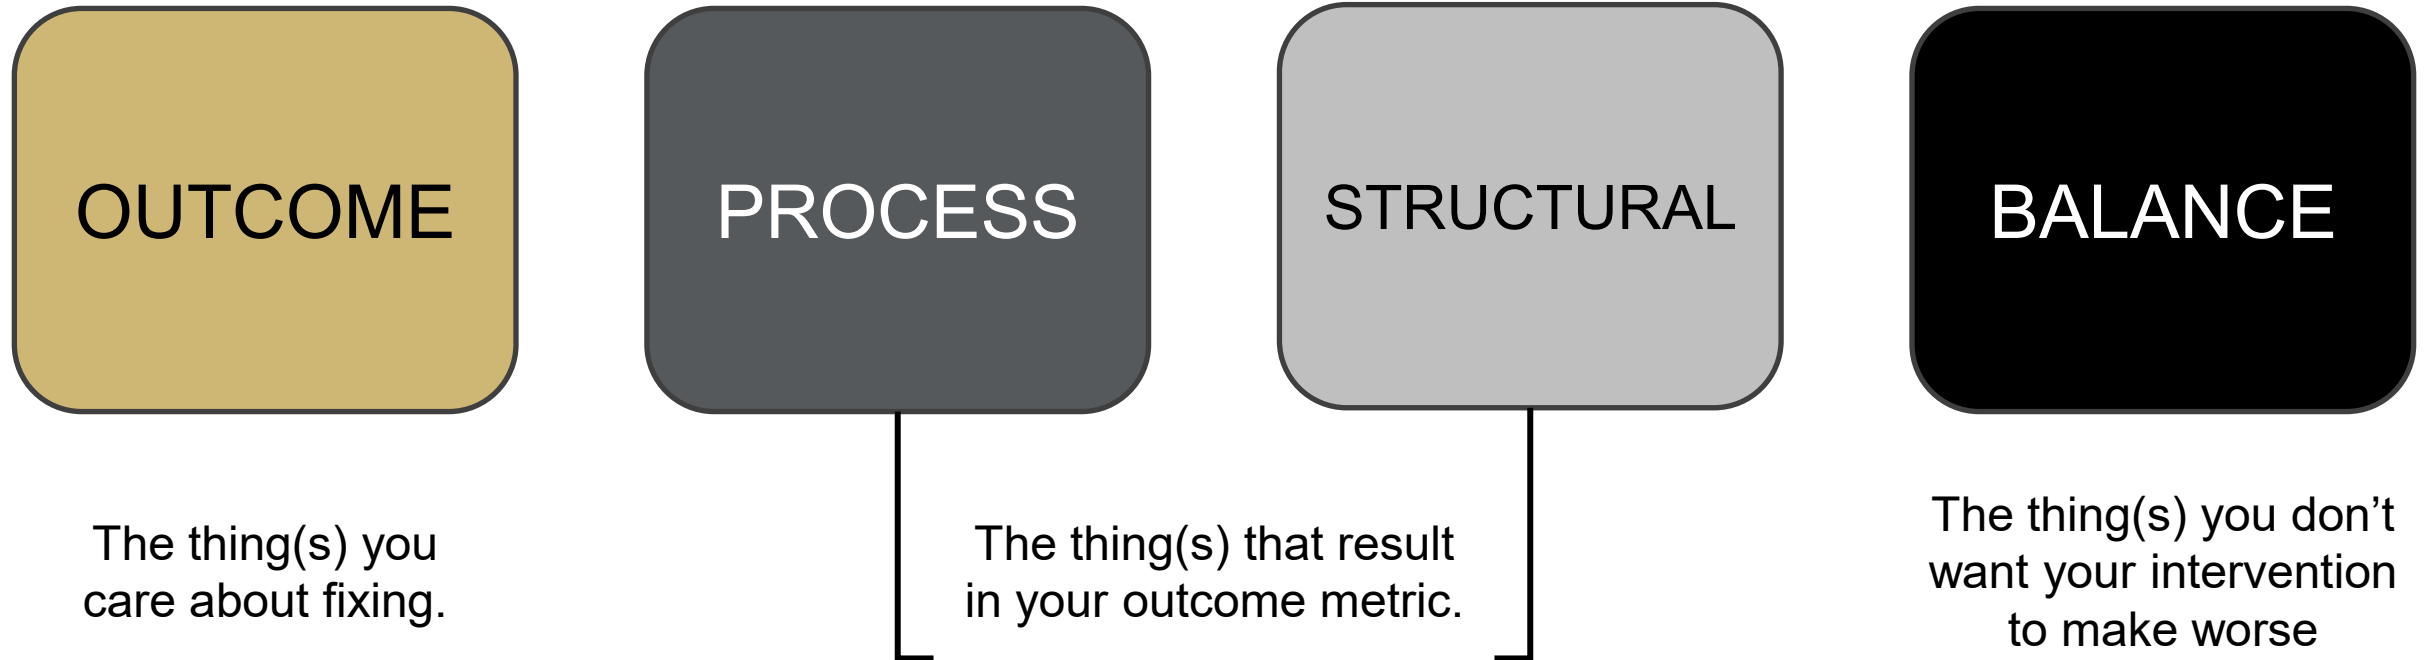 OUTCOME
PROCESS
STRUCTURAL
BALANCE
The thing(s) you
care about fixing.
The thing(s) that result
in your outcome metric.
The thing(s) you don’t
want your intervention
to make worse